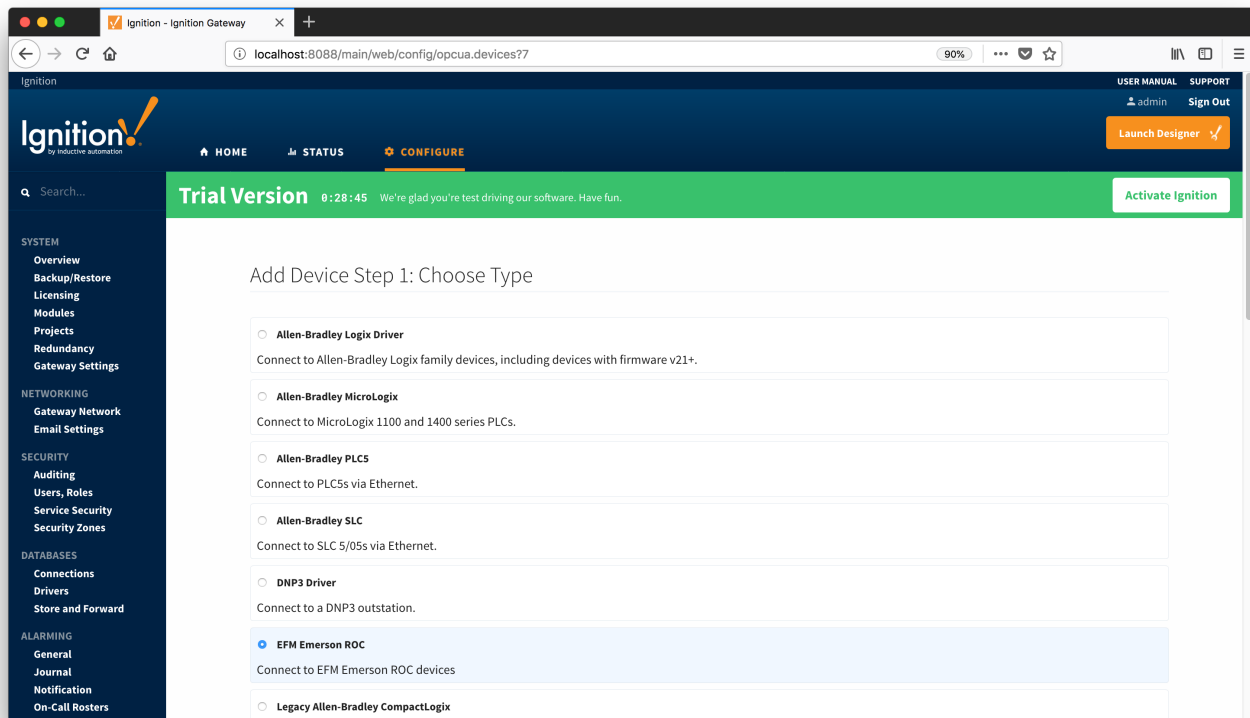 Ignition - Ignition Gateway
localhost:8088/main/web/config/opcua.devices?7
90%
Ignition
USER MANUAL SUPPORT
admin Sign Out
Ignition!
by inductive automation
Launch Designer
HOME STATUS CONFIGURE
Search...
Trial Version 0:28:45 We're glad you're test driving our software. Have fun.
Activate Ignition
SYSTEM
Overview
Backup/Restore
Licensing
Modules
Projects
Redundancy
Gateway Settings
NETWORKING
Gateway Network
Email Settings
SECURITY
Auditing
Users, Roles
Service Security
Security Zones
DATABASES
Connections
Drivers
Store and Forward
ALARMING
General
Journal
Notification
On-Call Rosters
Add Device Step 1: Choose Type
Allen-Bradley Logix Driver
Connect to Allen-Bradley Logix family devices, including devices with firmware v21+.
Allen-Bradley MicroLogix
Connect to MicroLogix 1100 and 1400 series PLCs.
Allen-Bradley PLC5
Connect to PLC5s via Ethernet.
Allen-Bradley SLC
Connect to SLC 5/05s via Ethernet.
DNP3 Driver
Connect to a DNP3 outstation.
EFM Emerson ROC
Connect to EFM Emerson ROC devices
Legacy Allen-Bradley CompactLogix